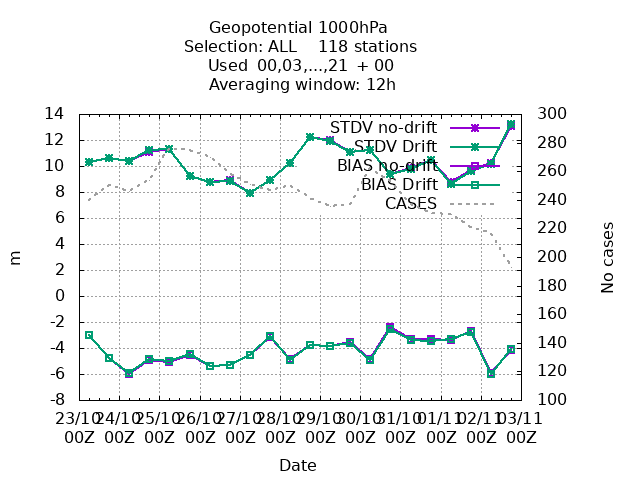 Geopotential 1000hPa
Selection: ALL    118 stations
Used  00,03,...,21  + 00
Averaging window: 12h
STDV no-drift
STDV Drift
BIAS no-drift
BIAS Drift
CASES
14
12
10
8
6
4
2
0
-2
-4
-6
-8
m
300
280
260
240
220
200
180
160
140
120
100
No cases
23/10 00Z
24/10 00Z
25/10 00Z
26/10 00Z
27/10 00Z
28/10 00Z
29/10 00Z
30/10 00Z
31/10 00Z
01/11 00Z
02/11 00Z
03/11 00Z
Date